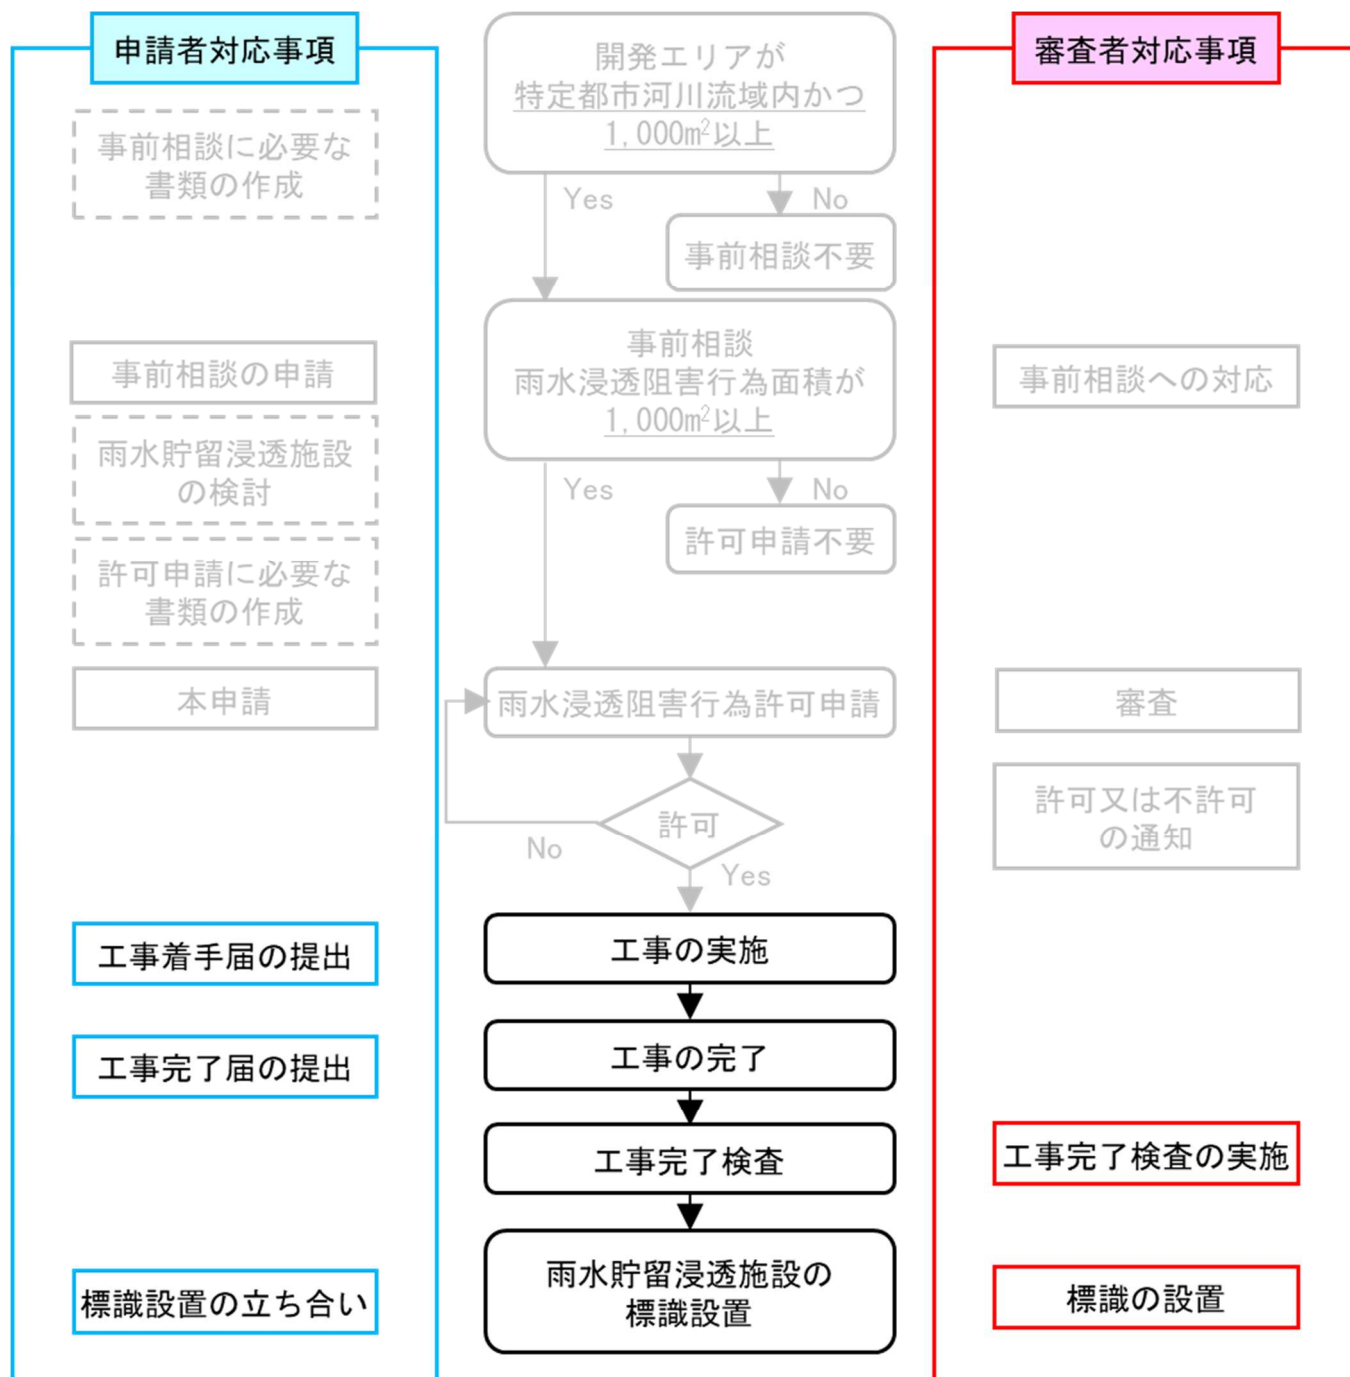 申請者対応事項
事前相談に必要な
書類の作成
事前相談の申請
雨水貯留浸透施設
の検討
許可申請に必要な
書類の作成
本申請
工事着手届の提出
工事完了届の提出
標識設置の立ち合い
開発エリアが
特定都市河川流域内かつ
1,000m²以上
Yes
No
事前相談不要
事前相談
雨水浸透阻害行為面積が
1,000m²以上
Yes
No
許可申請不要
雨水浸透阻害行為許可申請
許可
No
Yes
工事の実施
工事の完了
工事完了検査
雨水貯留浸透施設の
標識設置
審査者対応事項
事前相談への対応
審査
許可又は不許可
の通知
工事完了検査の実施
標識の設置